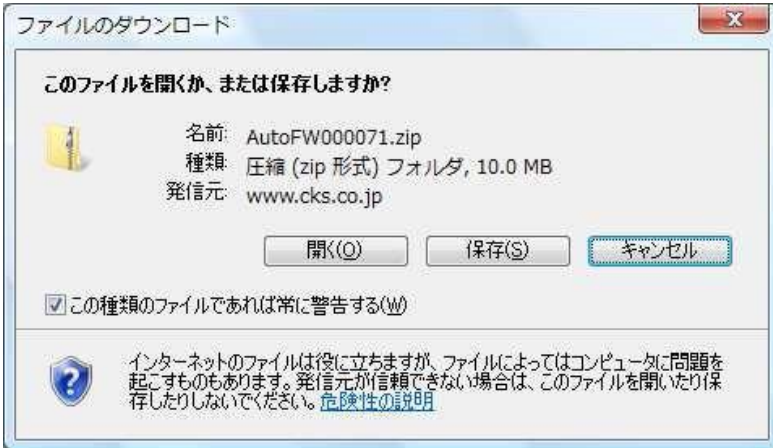 ファイルのダウンロード
このファイルを開くか、または保存しますか?
名前: AutoFW000071.zip
種類: 圧縮 (zip 形式) フォルダ, 10.0 MB
発信元: www.cks.co.jp
開く(O) 保存(S) キャンセル
この種類のファイルであれば常に警告する(W)
インターネットのファイルは役に立ちますが、ファイルによってはコンピュータに問題を
起こすものもあります。発信元が信頼できない場合は、このファイルを開いたり保
存したりしないでください。危険性の説明